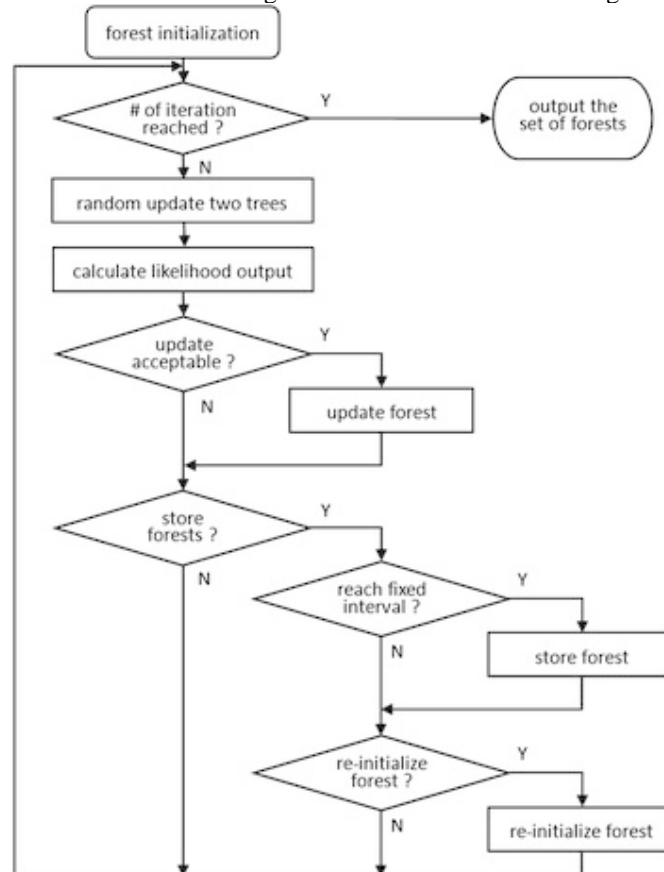 forest initialization
# of iteration
reached ?
Y
output the
set of forests
N
random update two trees
calculate likelihood output
update
acceptable ?
Y
N
update forest
store
forests ?
Y
N
reach fixed
interval ?
Y
N
store forest
re-initialize
forest ?
Y
N
re-initialize forest